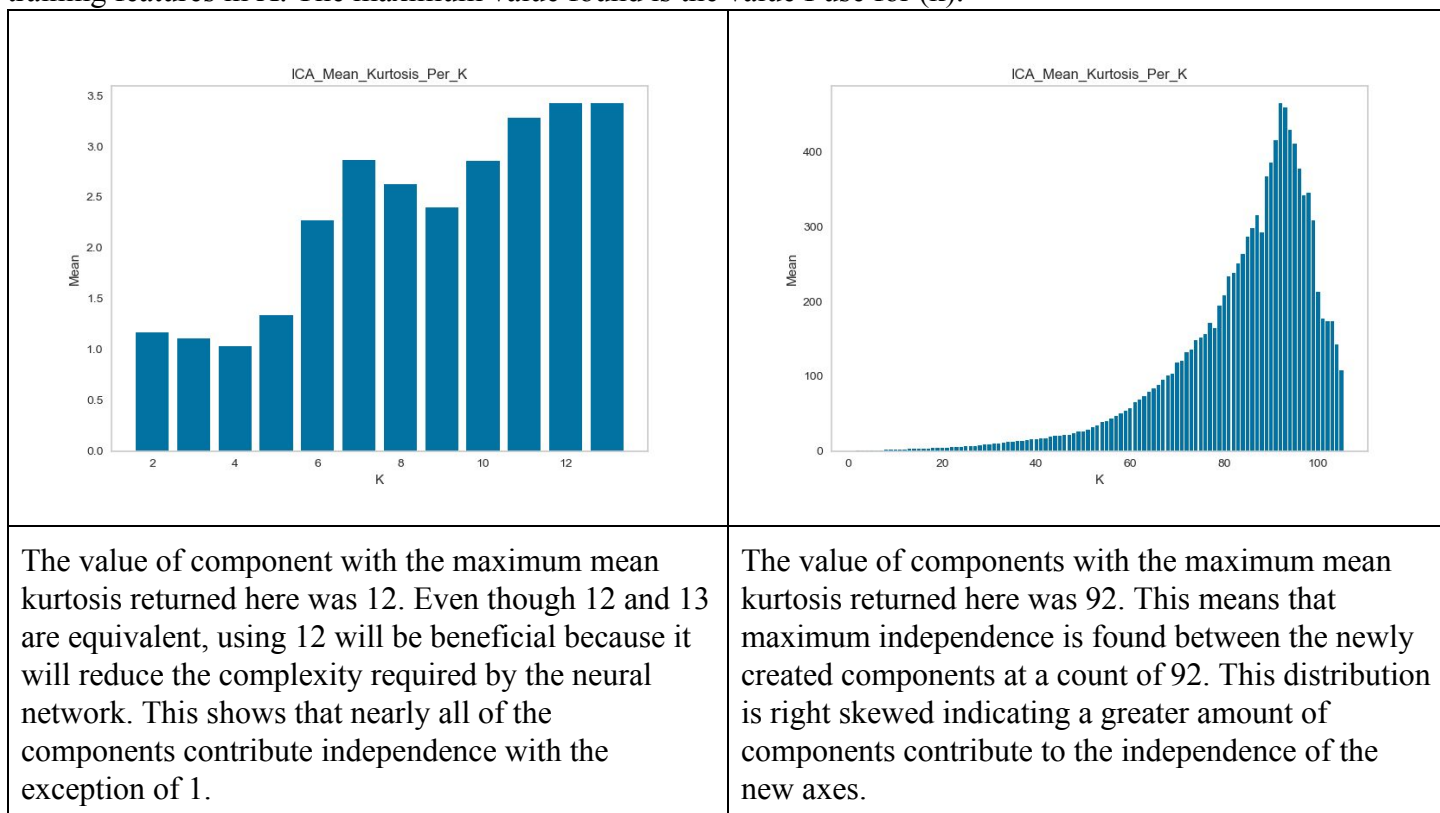 training features in X. The maximum value found is the value I use for (k).
ICA_Mean_Kurtosis_Per_K
3.5
3.0
2.5
2.0
1.5
1.0
0.5
0.0
Mean
2
4
6
8
10
12
K
The value of component with the maximum mean
kurtosis returned here was 12. Even though 12 and 13
are equivalent, using 12 will be beneficial because it
will reduce the complexity required by the neural
network. This shows that nearly all of the
components contribute independence with the
exception of 1.
ICA_Mean_Kurtosis_Per_K
400
300
200
100
0
Mean
0
20
40
60
80
100
K
The value of components with the maximum mean
kurtosis returned here was 92. This means that
maximum independence is found between the newly
created components at a count of 92. This distribution
is right skewed indicating a greater amount of
components contribute to the independence of the
new axes.